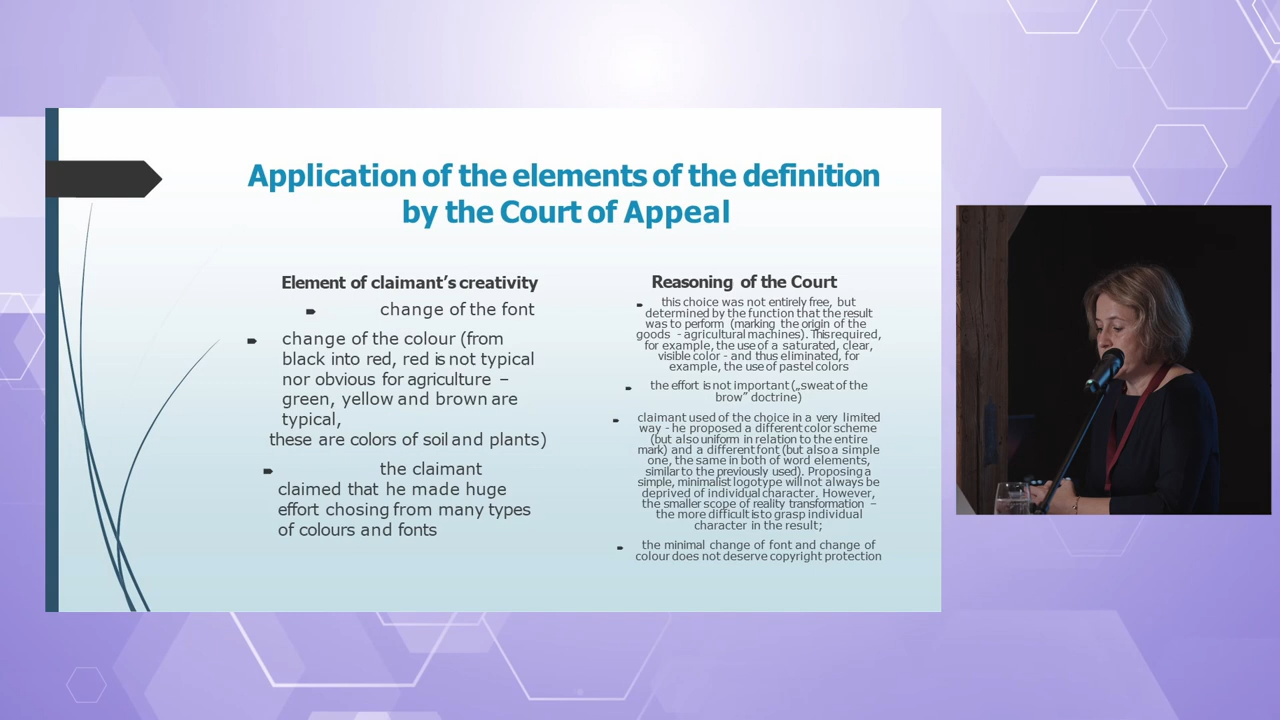 Application of the elements of the definition
by the Court of Appeal
Element of claimant's creativity
change of the font
change of the colour (from
black into red, red is not typical
nor obvious for agriculture –
green, yellow and brown are
typical,
these are colors of soil and plants)
the claimant
claimed that he made huge
effort chosing from many types
of colours and fonts
Reasoning of the Court
this choice was not entirely free, but
determined by the function that the result
was to perform (marking the origin of the
goods - agricultural machines). This required,
for example, the use of a saturated, clear,
visible color - and thus eliminated, for
example, the use of pastel colors
the effort is not important („sweat of the
brow” doctrine)
claimant used of the choice in a very limited
way - he proposed a different color scheme
(but also uniform in relation to the entire
mark) and a different font (but also a simple
one, the same in both of word elements,
similar to the previously used). Proposing a
simple, minimalist logotype will not always be
deprived of individual character. However,
the smaller scope of reality transformation –
the more difficult is to grasp individual
character in the result;
the minimal change of font and change of
colour does not deserve copyright protection